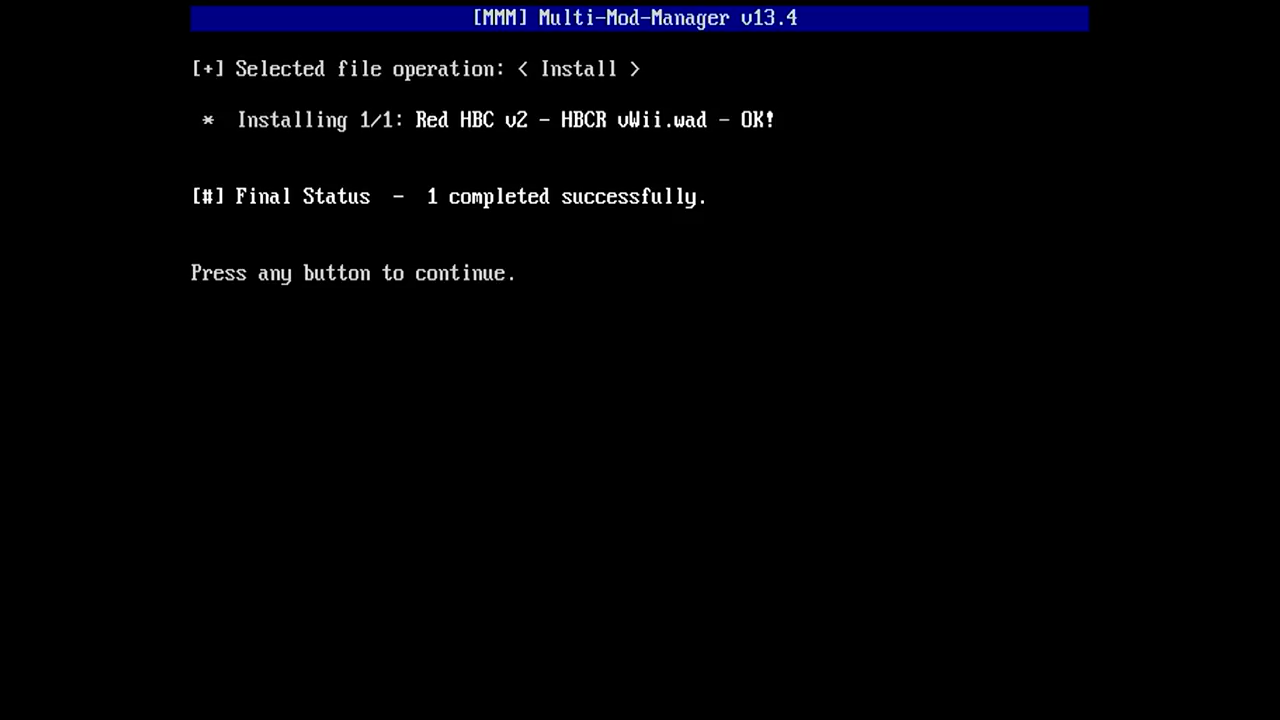 [MMM] Multi-Mod-Manager v13.4
[+] Selected file operation: < Install >
* Installing 1/1: Red HBC v2 - HBCR vWii.wad - OK!
[#] Final Status - 1 completed successfully.
Press any button to continue.